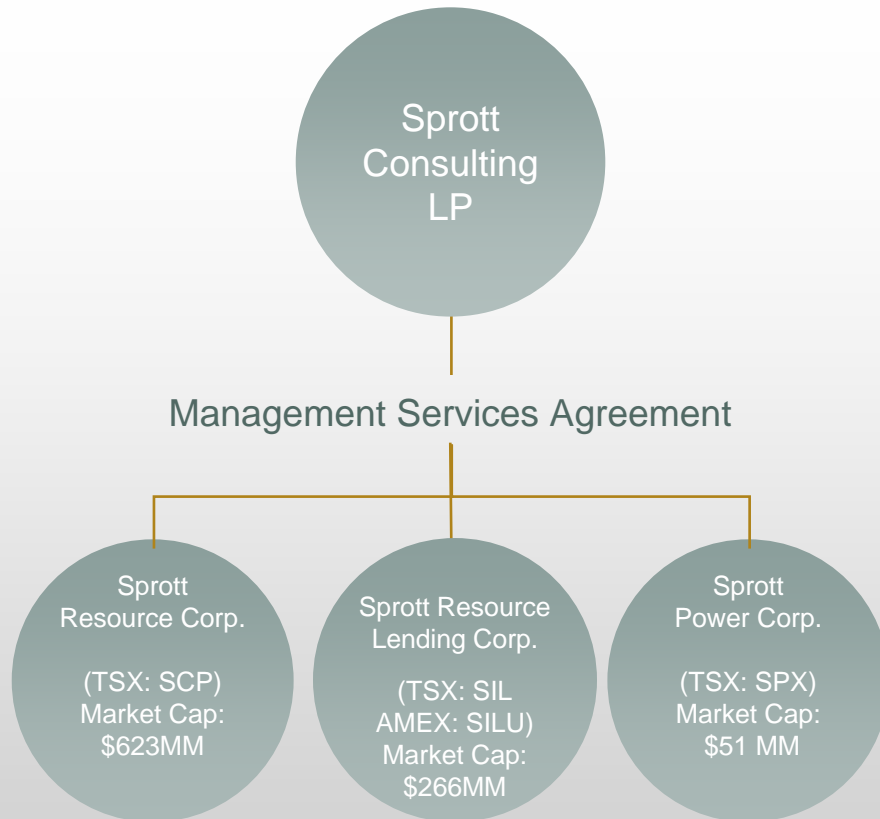 Sprott
Consulting
LP
Management Services Agreement
Sprott
Resource Corp.
(TSX: SCP)
Market Cap:
$623MM
Sprott Resource
Lending Corp.
(TSX: SIL
AMEX: SILU)
Market Cap:
$266MM
Sprott
Power Corp.
(TSX: SPX)
Market Cap:
$51 MM